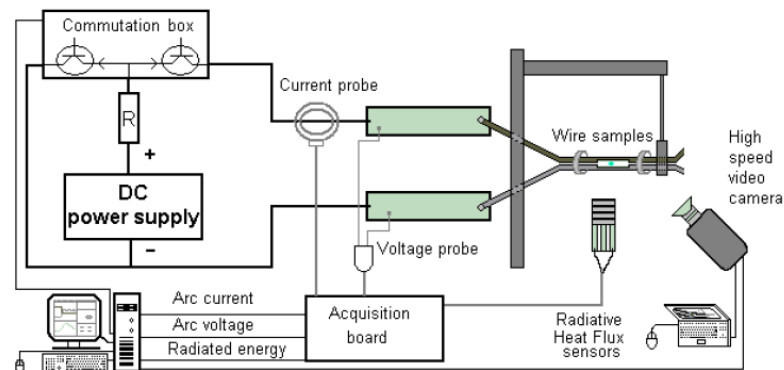 Commutation box
Current probe
R
+
DC
power supply
−
Wire samples
High
speed
video
camera
Voltage probe
Arc current
Arc voltage
Radiated energy
Acquisition
board
Radiative
Heat Flux
sensors